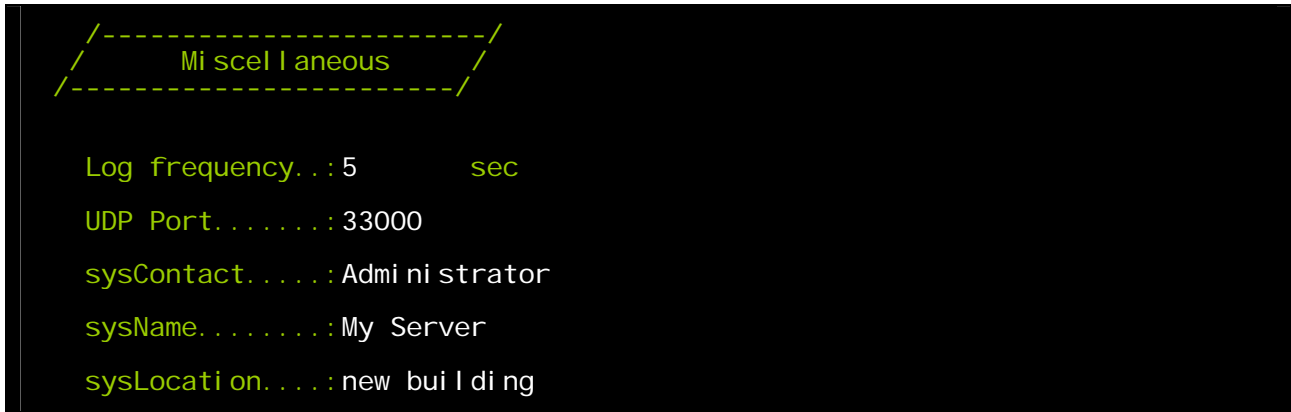 /------------------------/
/ Miscellaneous /
/------------------------/
Log frequency..:5 sec
UDP Port.......:33000
sysContact.....:Administrator
sysName........:My Server
sysLocation....:new building